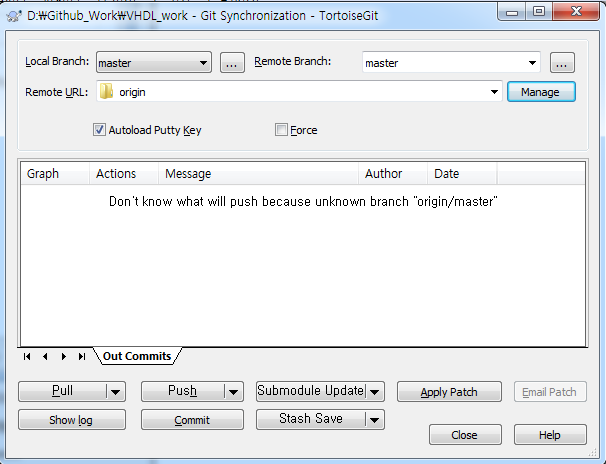 D:₩Github_Work₩VHDL_work - Git Synchronization - TortoiseGit
Local Branch: master ... Remote Branch: master ...
Remote URL: origin Manage
Autoload Putty Key Force
Graph Actions Message Author Date
Don't know what will push because unknown branch "origin/master"
Out Commits
Pull Push Submodule Update Apply Patch Email Patch
Show log Commit Stash Save
Close Help